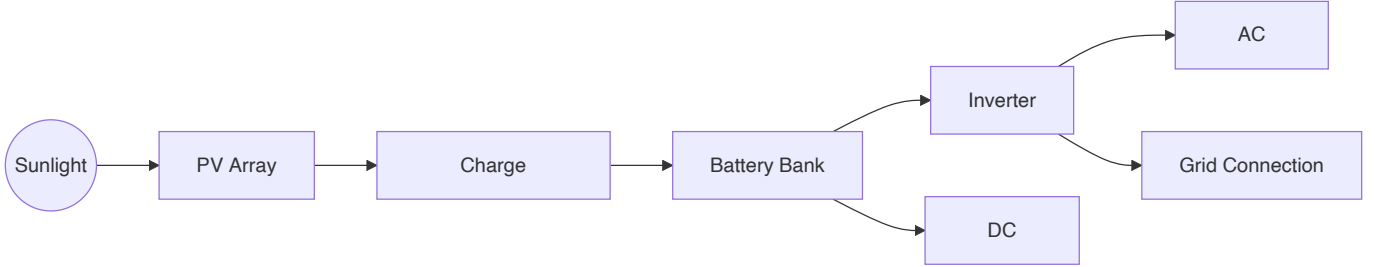 Sunlight
PV Array
Charge
Battery Bank
Inverter
AC
Grid Connection
DC